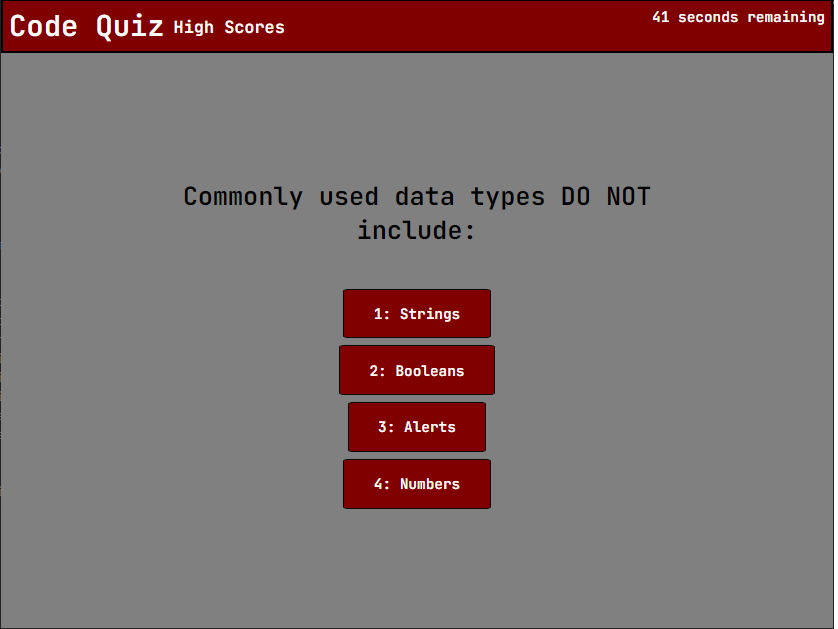 Code Quiz High Scores
41 seconds remaining
Commonly used data types DO NOT
include:
1: Strings
2: Booleans
3: Alerts
4: Numbers